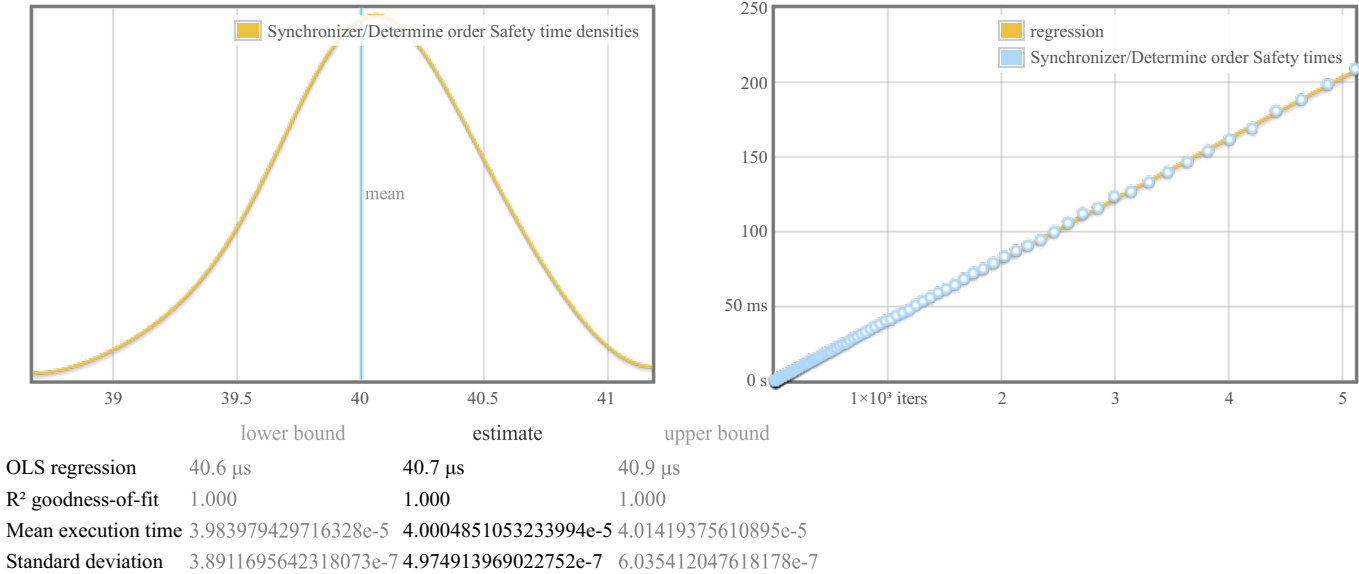 Synchronizer/Determine order Safety time densities
mean
39 39.5 40 40.5 41
250
200
150
100
50 ms
0 s
regression
Synchronizer/Determine order Safety times
1×10³ iters 2 3 4 5
lower bound estimate upper bound
OLS regression 40.6 μs 40.7 μs 40.9 μs
R² goodness-of-fit 1.000 1.000 1.000
Mean execution time 3.983979429716328e-5 4.0004851053233994e-5 4.01419375610895e-5
Standard deviation 3.8911695642318073e-7 4.974913969022752e-7 6.035412047618178e-7